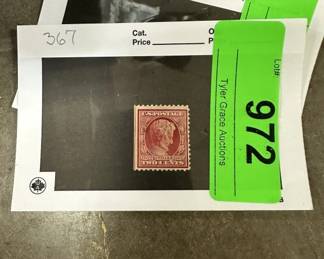 367
Cat.
Price
O
P
Lot#
972
Tyler Grace Auctions
U.S. POSTAGE
TWO CENTS